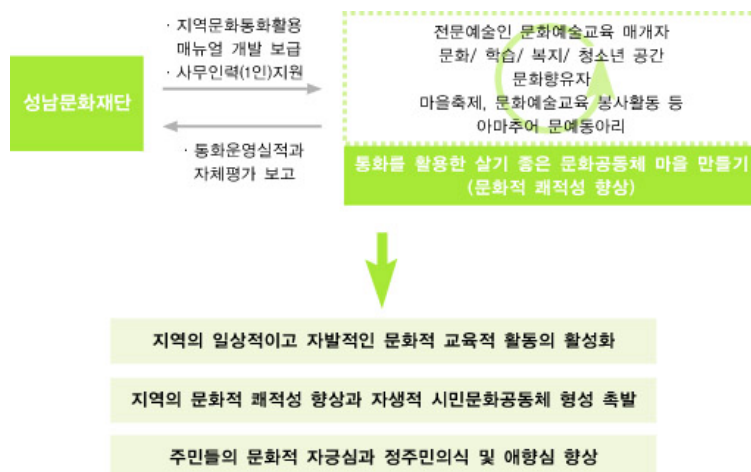 · 지역문화통화활용
매뉴얼 개발 보급
· 사무인력(1인)지원
성남문화재단
· 통화운영실적과
자체평가 보고
전문예술인 문화예술교육 매개자
문화/ 학습/ 복지/ 청소년 공간
문화향유자
마을축제, 문화예술교육 봉사활동 등
아마추어 문예동아리
통화를 활용한 살기 좋은 문화공동체 마을 만들기
(문화적 쾌적성 향상)
지역의 일상적이고 자발적인 문화적 교육적 활동의 활성화
지역의 문화적 쾌적성 향상과 자생적 시민문화공동체 형성 촉발
주민들의 문화적 자긍심과 정주민의식 및 애향심 향상